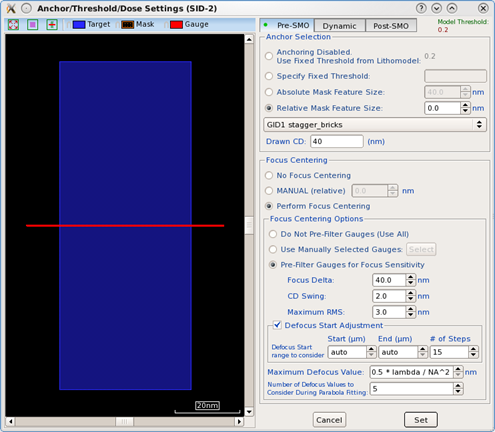 Anchor/Threshold/Dose Settings (SID-2)
Target Mask Gauge
Pre-SMO Dynamic Post-SMO
Model Threshold:
0.2
Anchor Selection
Anchoring Disabled.
Use Fixed Threshold from Lithomodel: 0.2
Specify Fixed Threshold:
Absolute Mask Feature Size: 40.0 nm
Relative Mask Feature Size: 0.0 nm
GID1 stagger_bricks
Drawn CD: 40 (nm)
Focus Centering
No Focus Centering
MANUAL (relative) 0.0 nm
Perform Focus Centering
Focus Centering Options
Do Not Pre-Filter Gauges (Use All)
Use Manually Selected Gauges: Select
Pre-Filter Gauges for Focus Sensitivity
Focus Delta: 40.0 nm
CD Swing: 2.0 nm
Maximum RMS: 3.0 nm
Defocus Start Adjustment
Start (µm) End (µm) # of Steps
Defocus Start
range to consider auto auto 15
Maximum Defocus Value: 0.5 * lambda / NA^2 nm
Number of Defocus Values to
Consider During Parabola Fitting: 5
20nm
Cancel Set